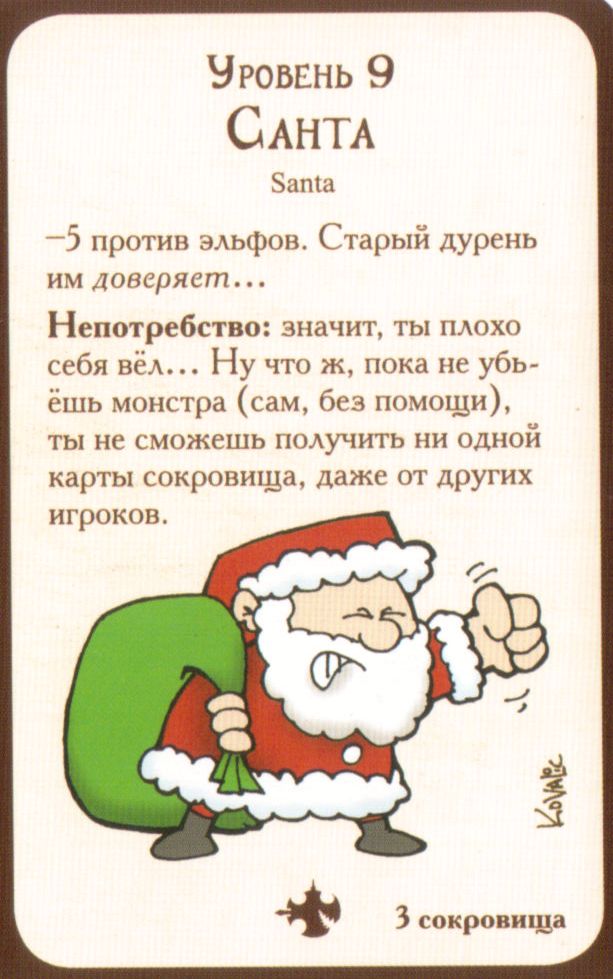 Уровень 9
Санта
Santa
–5 против эльфов. Старый дурень
им доверяет...
Непотребство: значит, ты плохо
себя вёл... Ну что ж, пока не убь-
ёшь монстра (сам, без помощи),
ты не сможешь получить ни одной
карты сокровища, даже от других
игроков.
Kovalic
3 сокровища